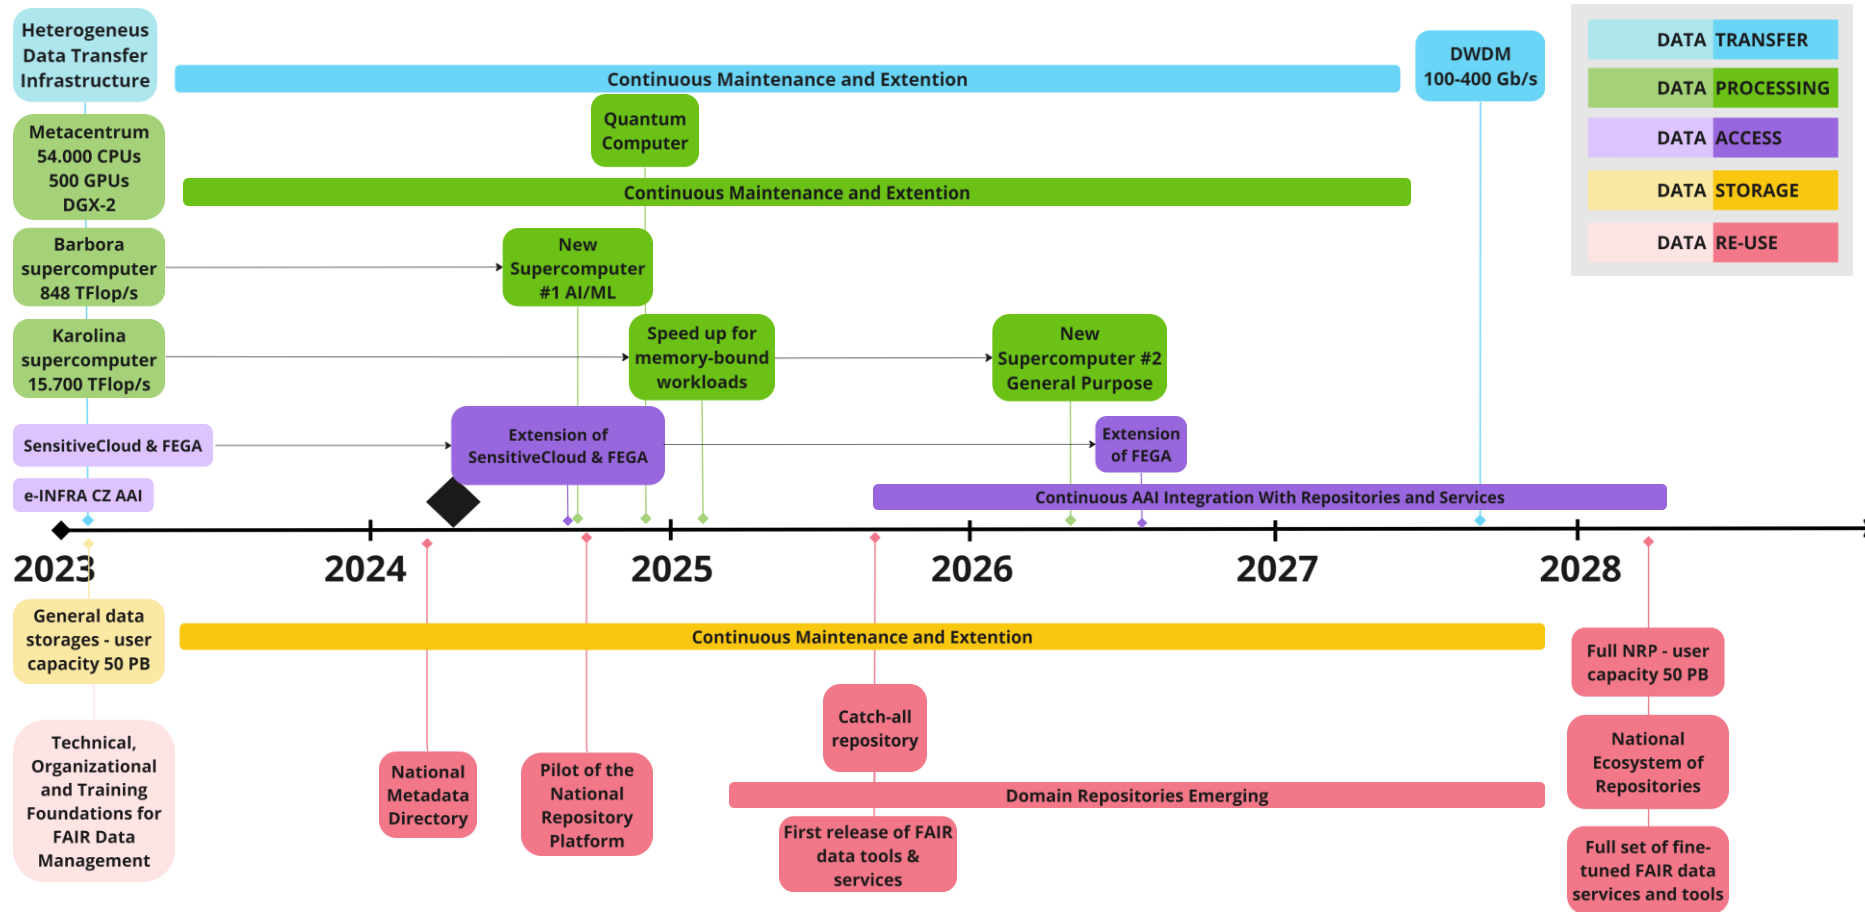 Heterogeneus
Data Transfer
Infrastructure
Continuous Maintenance and Extention
DWDM
100-400 Gb/s
DATA TRANSFER
DATA PROCESSING
DATA ACCESS
DATA STORAGE
DATA RE-USE
Metacentrum
54.000 CPUs
500 GPUs
DGX-2
Quantum
Computer
Continuous Maintenance and Extention
Barbora
supercomputer
848 TFlop/s
New
Supercomputer
#1 AI/ML
Karolina
supercomputer
15.700 TFlop/s
Speed up for
memory-bound
workloads
New
Supercomputer #2
General Purpose
SensitiveCloud & FEGA
Extension of
SensitiveCloud & FEGA
Extension
of FEGA
e-INFRA CZ AAI
Continuous AAI Integration With Repositories and Services
2023
2024
2025
2026
2027
2028
General data
storages - user
capacity 50 PB
Continuous Maintenance and Extention
Full NRP - user
capacity 50 PB
Technical,
Organizational
and Training
Foundations for
FAIR Data
Management
National
Metadata
Directory
Pilot of the
National
Repository
Platform
Catch-all
repository
Domain Repositories Emerging
First release of FAIR
data tools &
services
National
Ecosystem of
Repositories
Full set of fine-
tuned FAIR data
services and tools